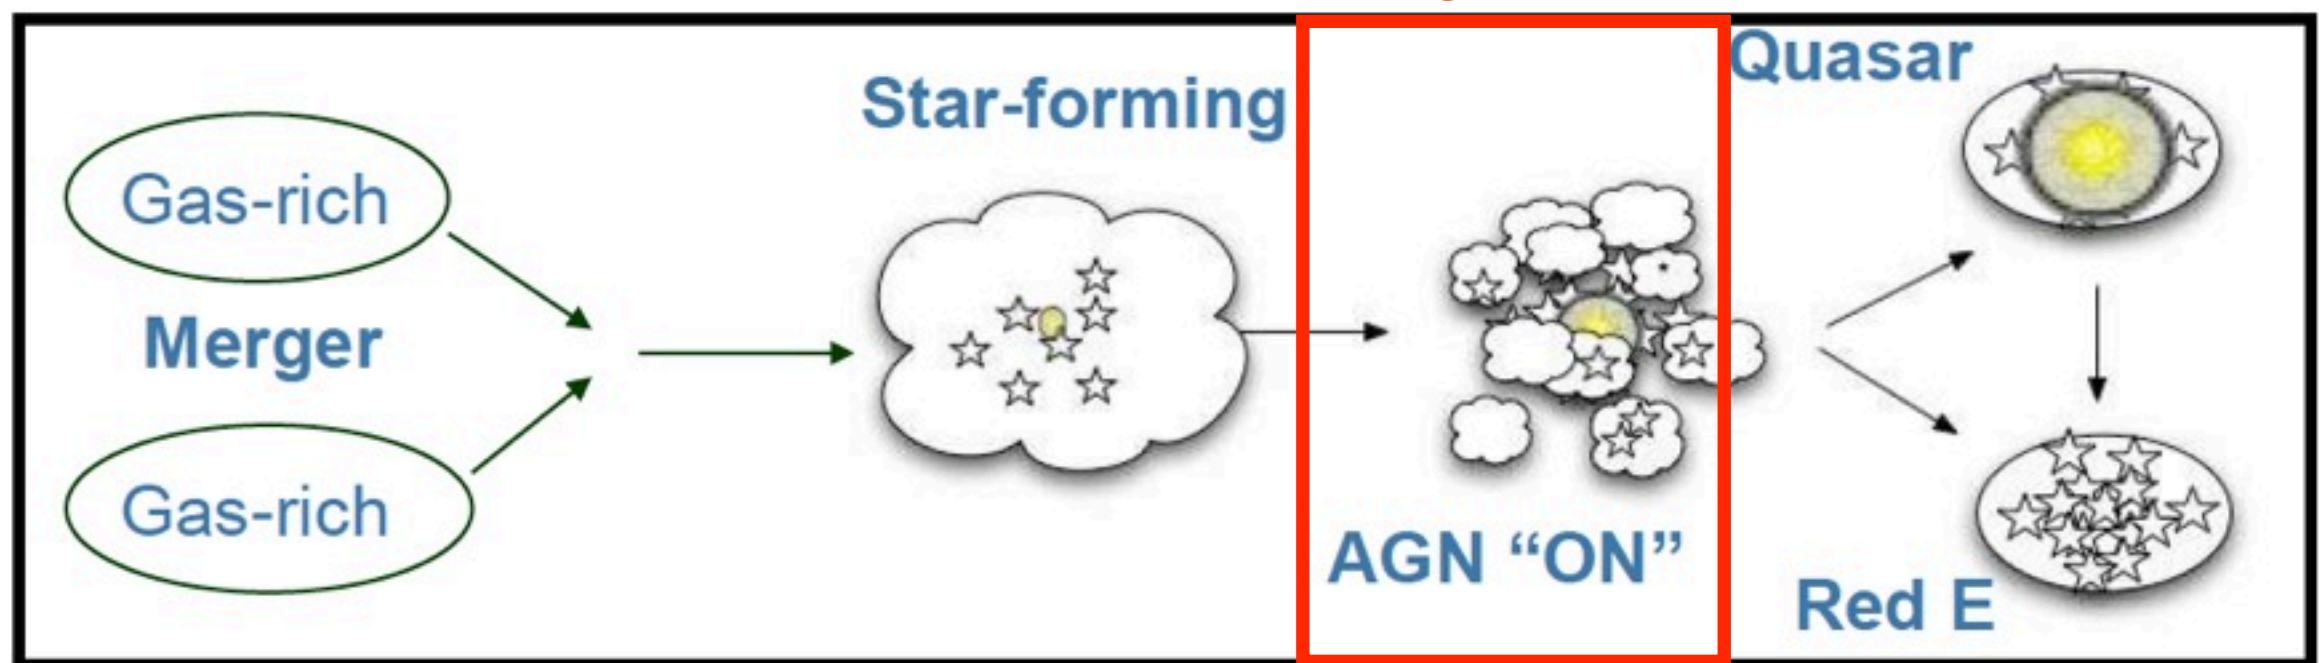 Gas-rich
Merger
Gas-rich
Star-forming
AGN “ON”
Quasar
Red E